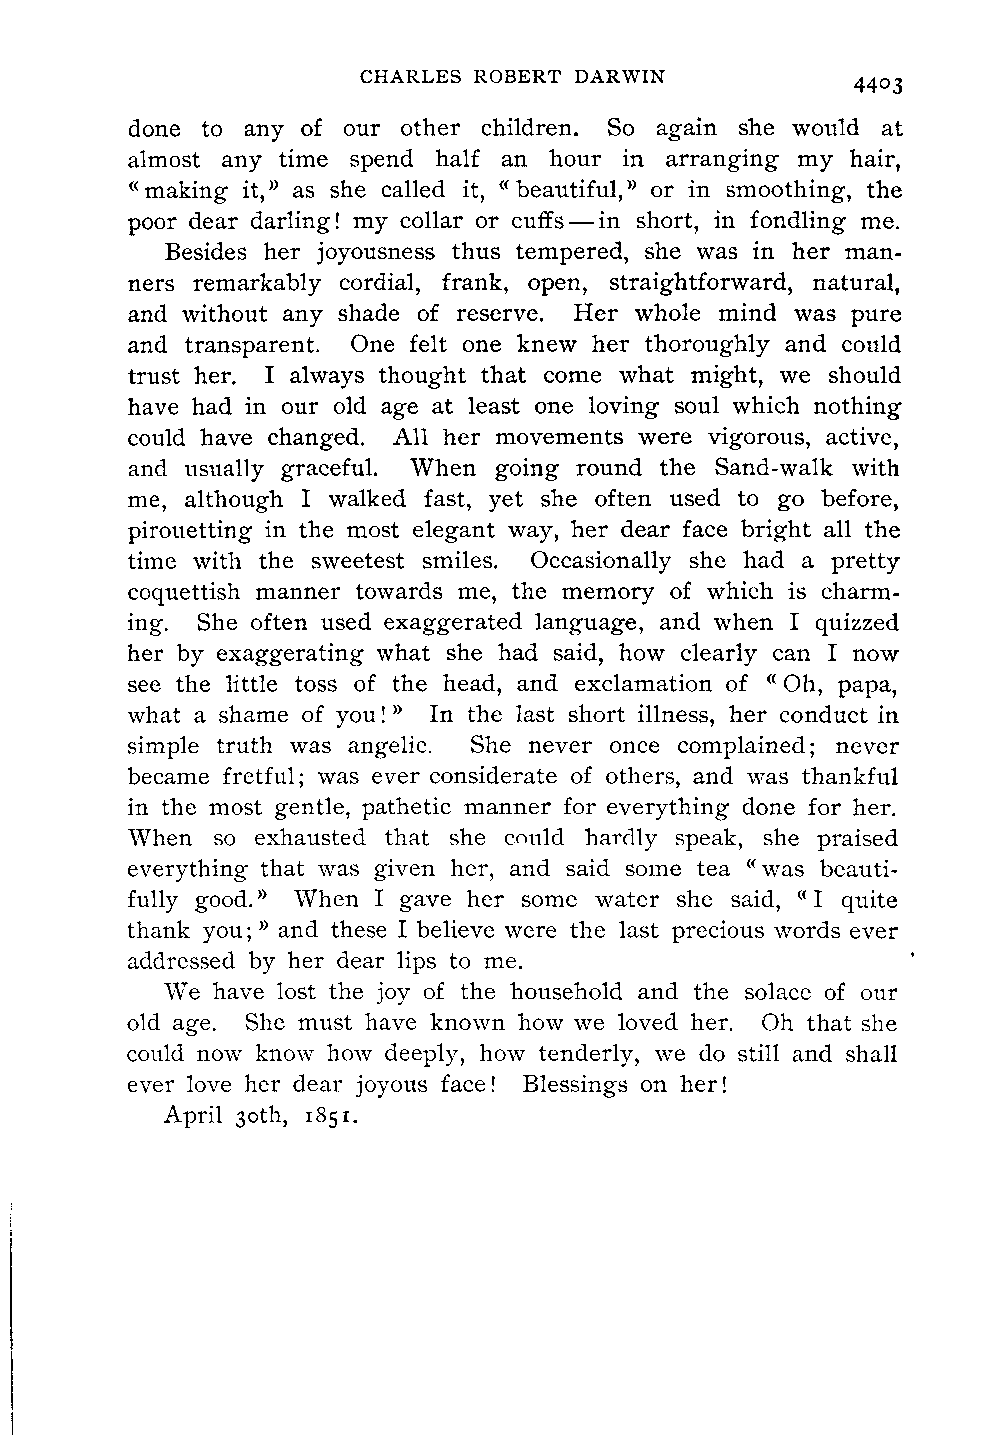 CHARLES ROBERT DARWIN 4403
done to any of our other children. So again she would at
almost any time spend half an hour in arranging my hair,
«making it,» as she called it, «beautiful,» or in smoothing, the
poor dear darling! my collar or cuffs—in short, in fondling me.
Besides her joyousness thus tempered, she was in her man-
ners remarkably cordial, frank, open, straightforward, natural,
and without any shade of reserve. Her whole mind was pure
and transparent. One felt one knew her thoroughly and could
trust her. I always thought that come what might, we should
have had in our old age at least one loving soul which nothing
could have changed. All her movements were vigorous, active,
and usually graceful. When going round the Sand-walk with
me, although I walked fast, yet she often used to go before,
pirouetting in the most elegant way, her dear face bright all the
time with the sweetest smiles. Occasionally she had a pretty
coquettish manner towards me, the memory of which is charm-
ing. She often used exaggerated language, and when I quizzed
her by exaggerating what she had said, how clearly can I now
see the little toss of the head, and exclamation of «Oh, papa,
what a shame of you!» In the last short illness, her conduct in
simple truth was angelic. She never once complained; never
became fretful; was ever considerate of others, and was thankful
in the most gentle, pathetic manner for everything done for her.
When so exhausted that she could hardly speak, she praised
everything that was given her, and said some tea «was beauti-
fully good.» When I gave her some water she said, «I quite
thank you;» and these I believe were the last precious words ever
addressed by her dear lips to me.
We have lost the joy of the household and the solace of our
old age. She must have known how we loved her. Oh that she
could now know how deeply, how tenderly, we do still and shall
ever love her dear joyous face! Blessings on her!
April 30th, 1851.